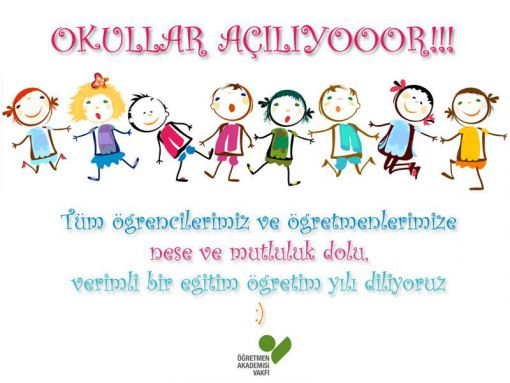 OKULLAR AÇILIYOOOR!!!
Tüm öğrencilerimiz ve öğretmenlerimize
nese ve mutluluk dolu,
verimli bir eğitim öğretim yılı diliyoruz
:)
ÖĞRETMEN
AKADEMİSİ
VAKFI